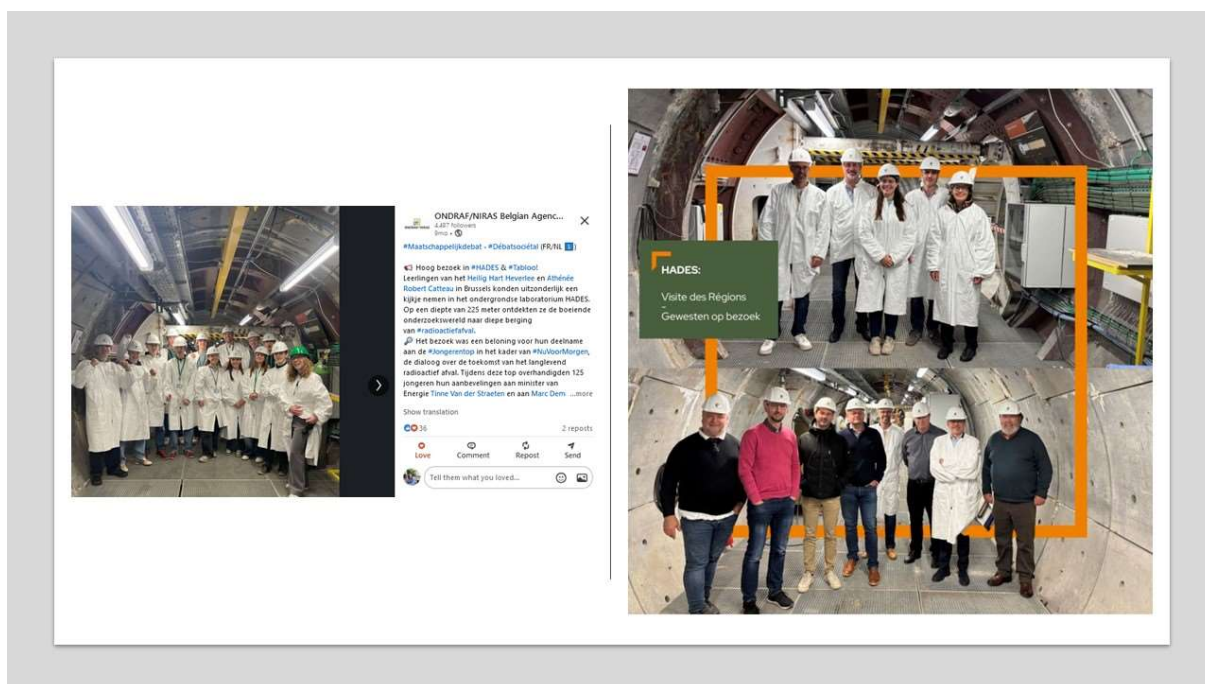 ONDRAF/NIRAS Belgian Agenc...
4,487 followers
9mo •
#Maatschappelijkdebat - #Débatsociétal (FR/NL )
Hoog bezoek in #HADES & #Tabloo!
Leerlingen van het Heilig Hart Heverlee en Athénée
Robert Catteau in Brussels konden uitzonderlijk een
kijkje nemen in het ondergrondse laboratorium HADES.
Op een diepte van 225 meter ontdekten ze de boeiende
onderzoekswereld naar diepe berging
van #radioactiefafval.
Het bezoek was een beloning voor hun deelname
aan de #Jongerentop in het kader van #NuVoorMorgen,
de dialoog over de toekomst van het langlevend
radioactief afval. Tijdens deze top overhandigden 125
jongeren hun aanbevelingen aan minister van
Energie Tinne Van der Straeten en aan Marc Dem ...more
Show translation
36
2 reposts
Love Comment Repost Send
Tell them what you loved...
HADES:
Visite des Régions
–
Gewesten op bezoek